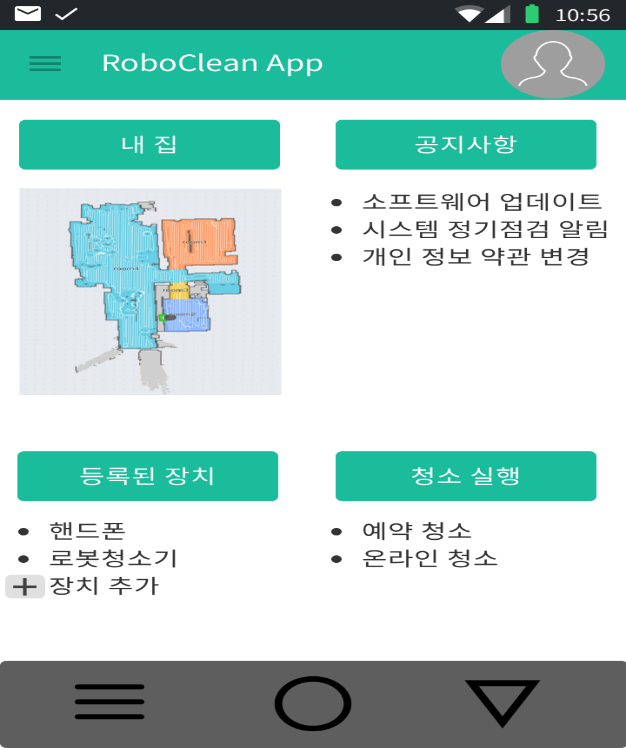 10:56
RoboClean App
내 집
공지사항
소프트웨어 업데이트
시스템 정기점검 알림
개인 정보 약관 변경
등록된 장치
청소 실행
핸드폰
로봇청소기
장치 추가
예약 청소
온라인 청소